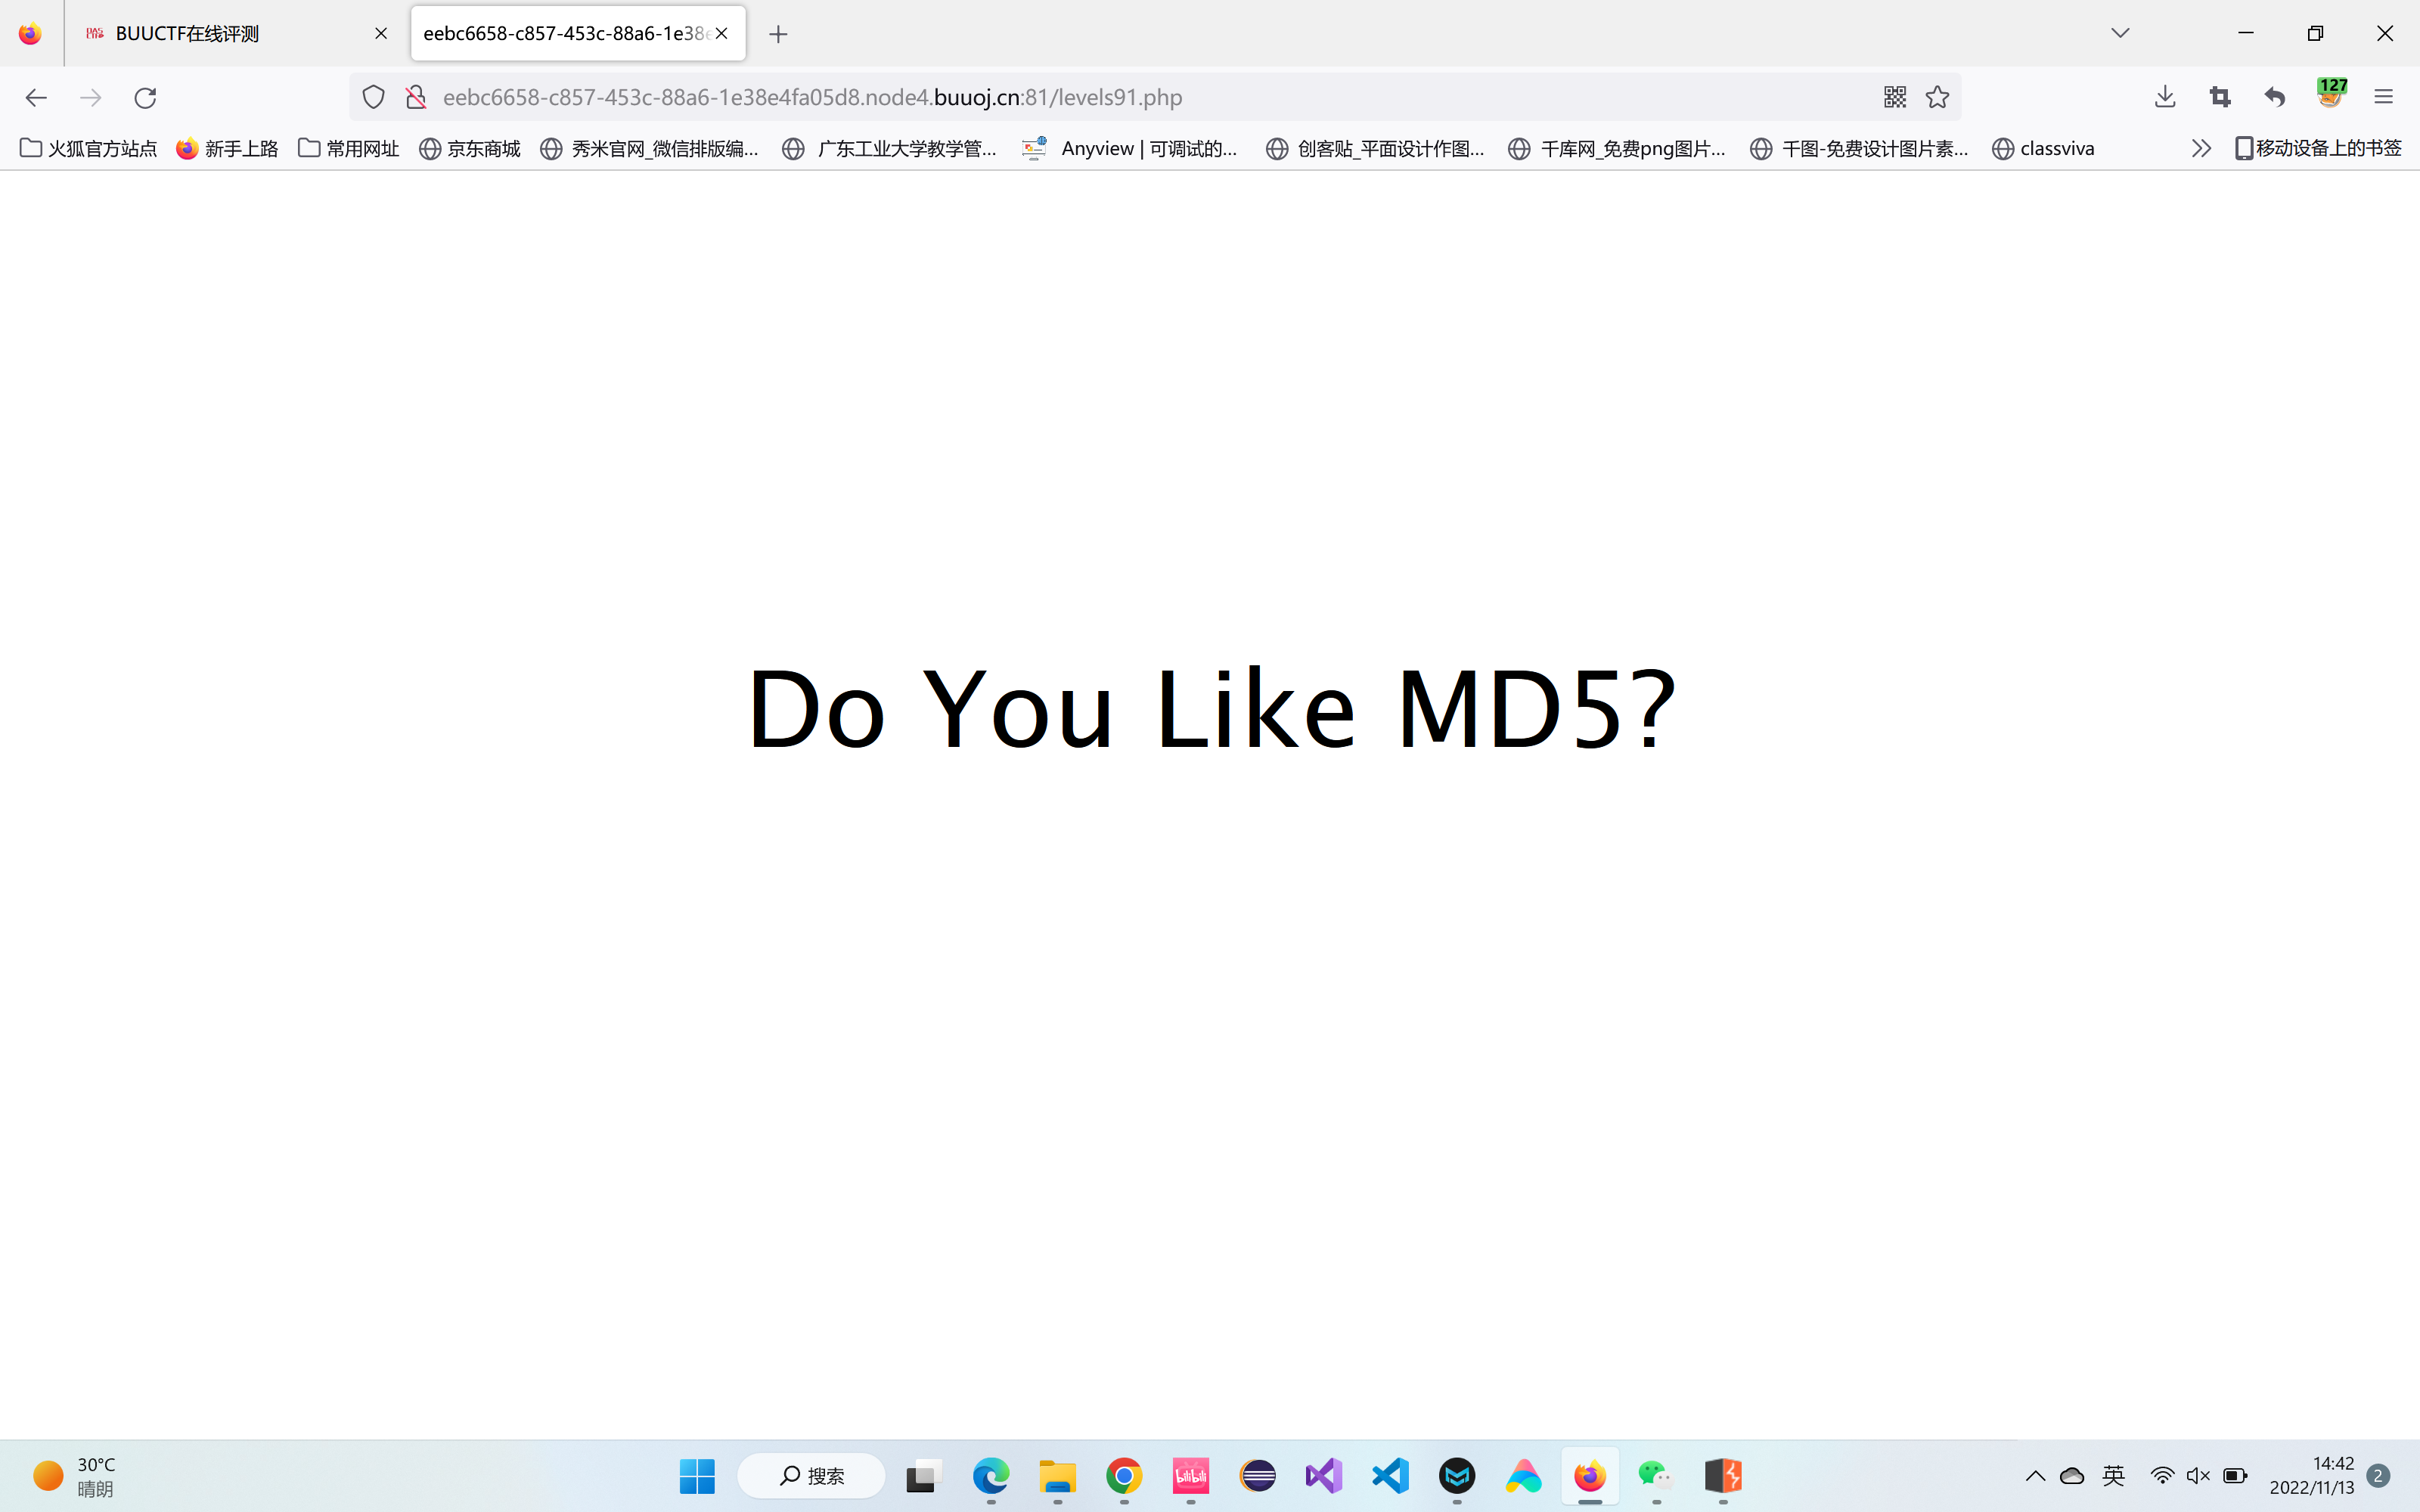 BUUCTF在线评测
eebc6658-c857-453c-88a6-1e38e
eebc6658-c857-453c-88a6-1e38e4fa05d8.node4.buuoj.cn:81/levels91.php
127
火狐官方站点 新手上路 常用网址 京东商城 秀米官网_微信排版编... 广东工业大学教学管... Anyview | 可调试的... 创客贴_平面设计作图... 千库网_免费png图片... 千图-免费设计图片素... classviva 移动设备上的书签
Do You Like MD5?
30°C
晴朗
搜索
bilibili
英
14:42
2022/11/13
2